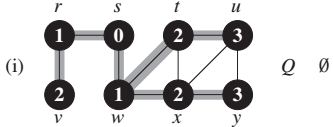 r s t u
(i) 1 0 2 3 Q ∅
2 1 2 3
v w x y